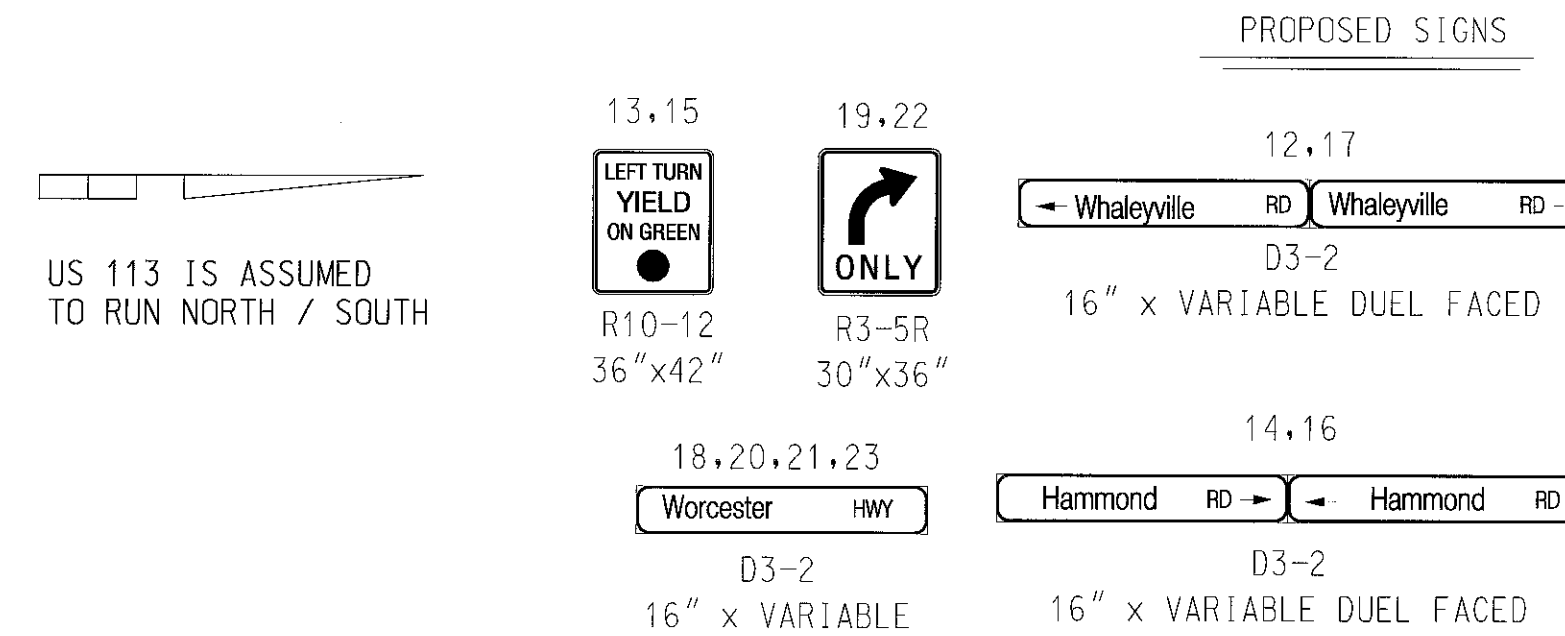 PROPOSED SIGNS
US 113 IS ASSUMED
TO RUN NORTH / SOUTH
13,15
LEFT TURN
YIELD
ON GREEN
R10-12
36"x42"
19,22
ONLY
R3-5R
30"x36"
12,17
Whaleyville RD Whaleyville RD
D3-2
16" x VARIABLE DUEL FACED
18,20,21,23
Worcester HWY
D3-2
16" x VARIABLE
14,16
Hammond RD Hammond RD
D3-2
16" x VARIABLE DUEL FACED